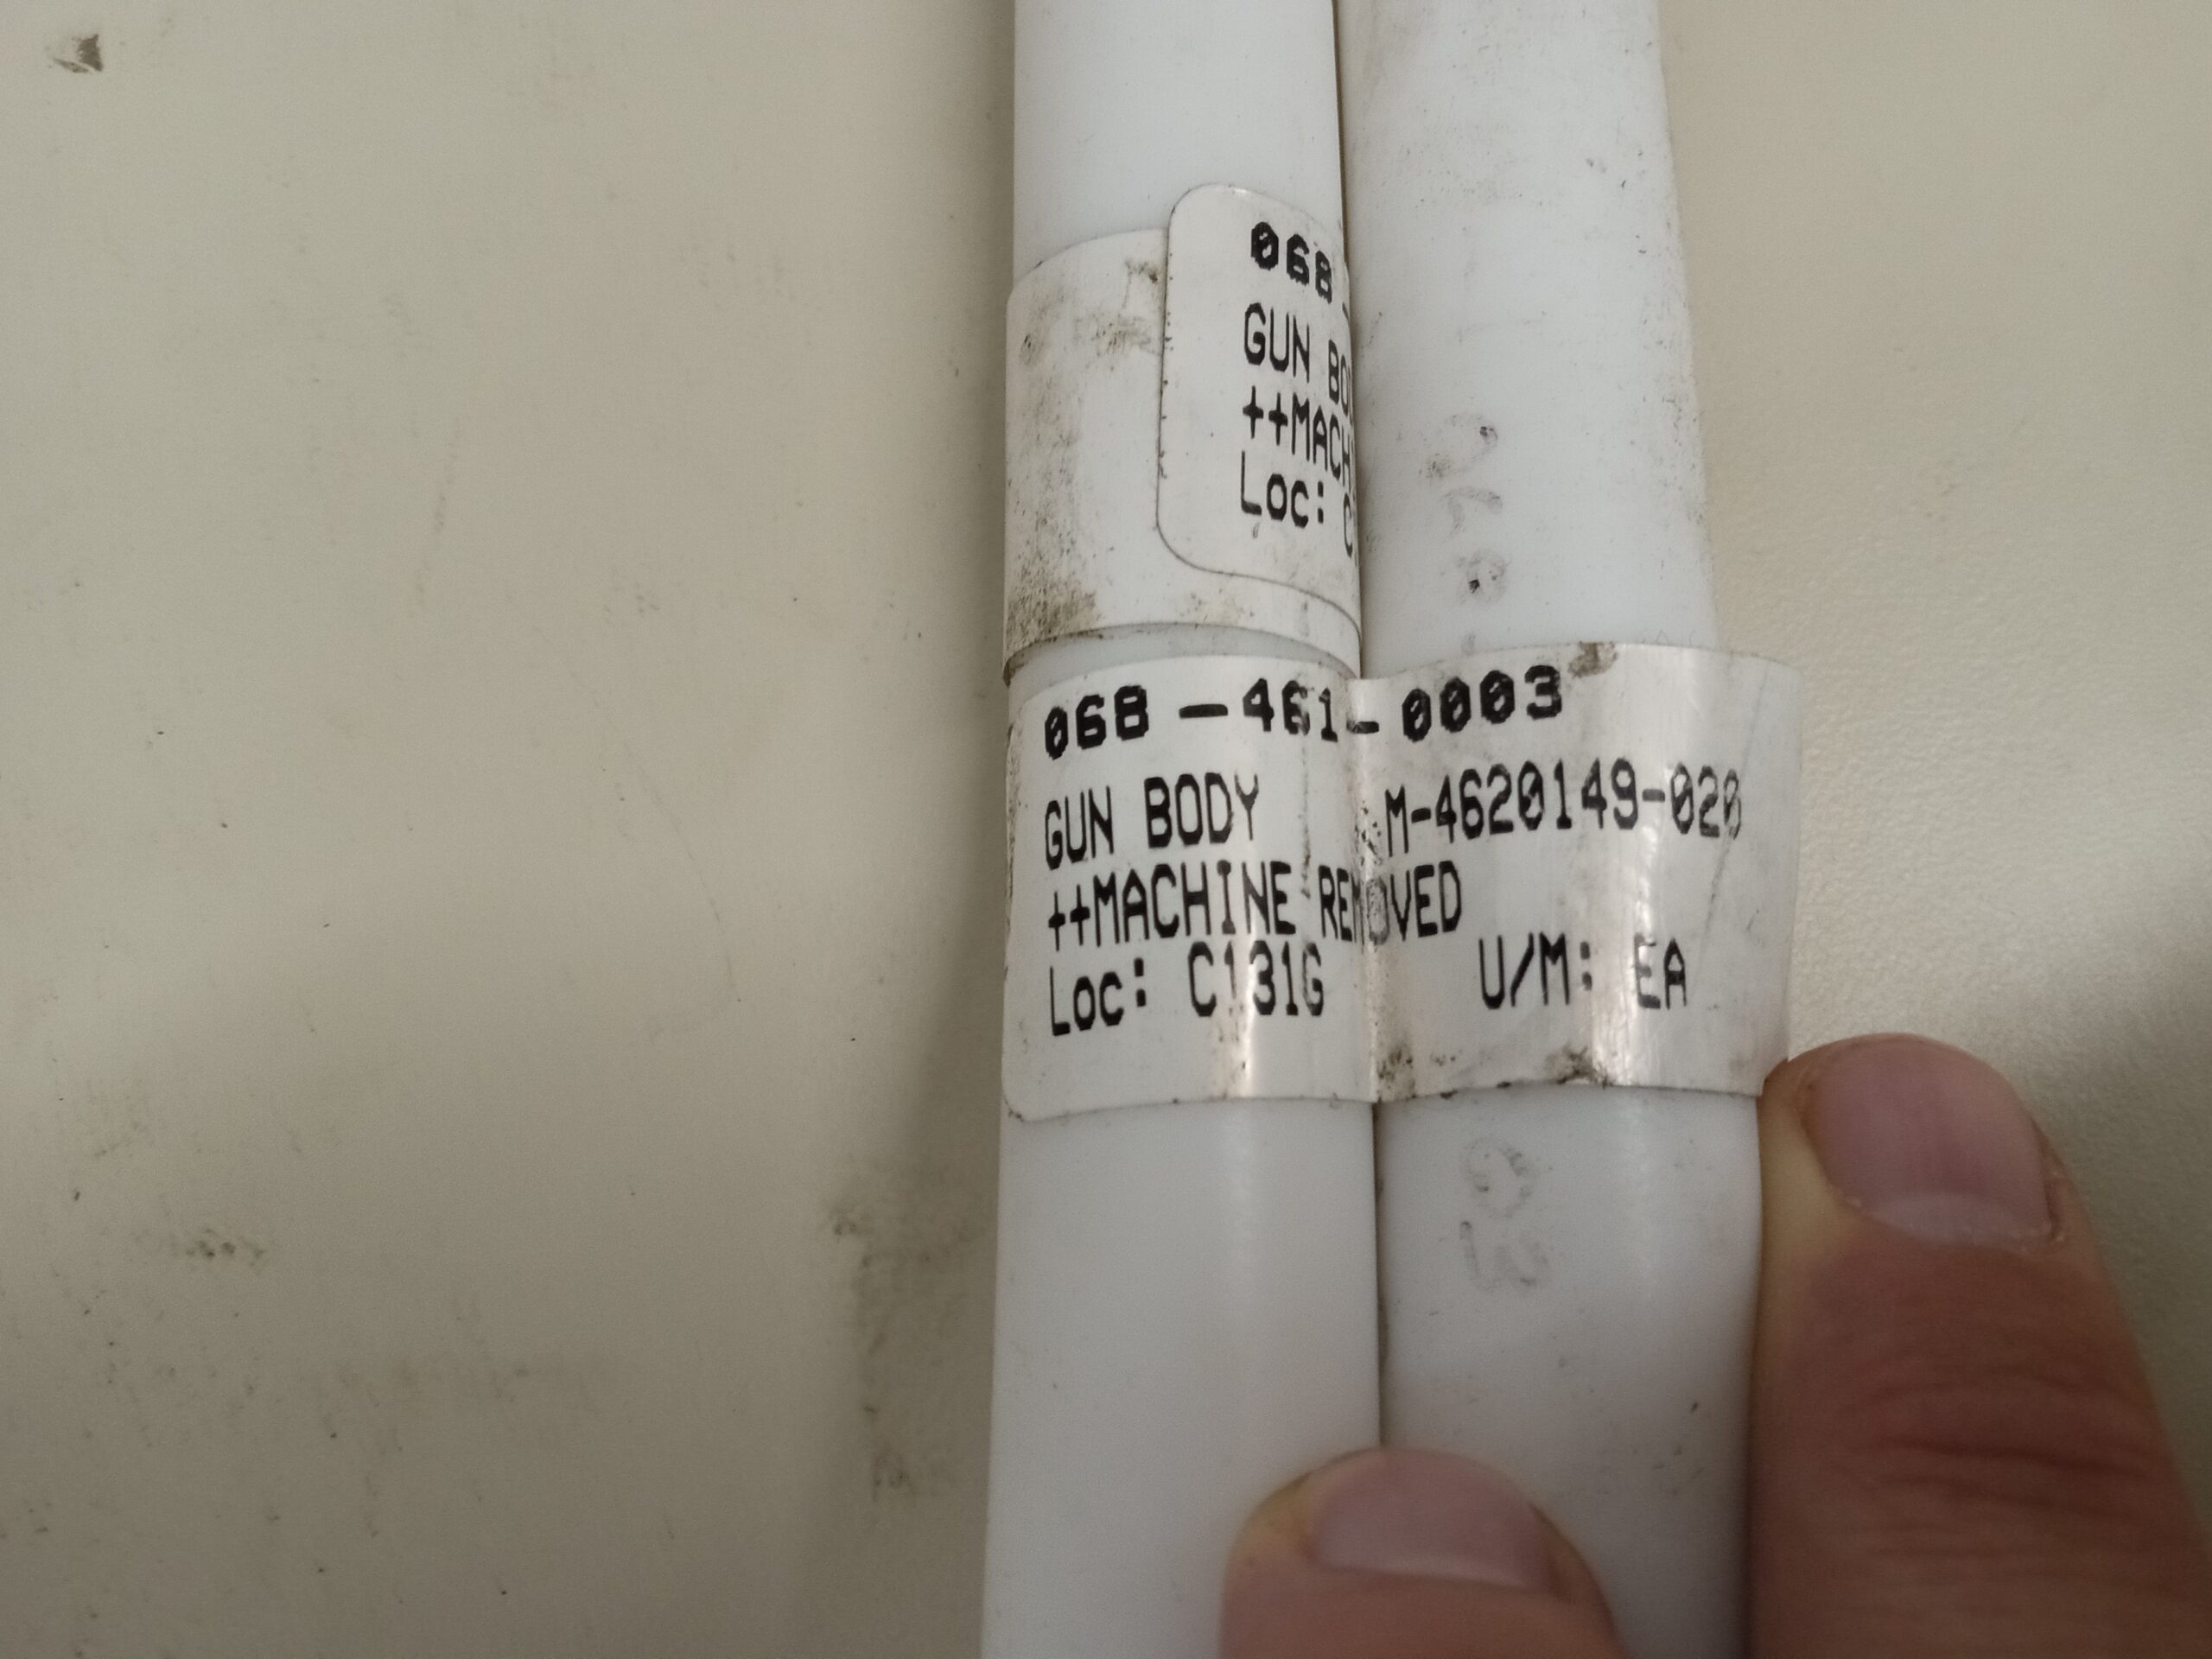 068 -
GUN BO
++MACH
Loc: C
068 - 461 - 0003
GUN BODY M-4620149-020
++MACHINE REMOVED
Loc: C131G U/M: EA